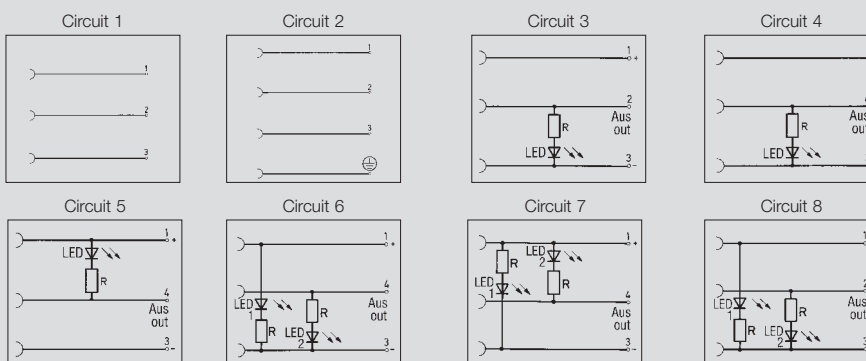 Circuit 1
Circuit 2
Circuit 3
Circuit 4
1
2
3
1
2
3
1 +
2
Aus
out
R
LED
3 -
Aus
out
R
LED
Circuit 5
Circuit 6
Circuit 7
Circuit 8
1 +
LED
R
4
Aus
out
3 -
1 +
4
LED
1
R
R
LED
2
Aus
out
3 -
1 +
LED
2
R
LED
1
R
4
Aus
out
3 -
LED
1
R
R
LED
2
Aus
out